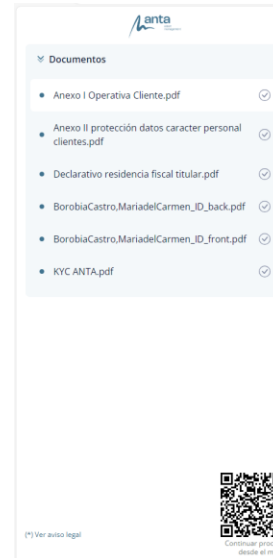 anta
Documentos
Anexo I Operativa Cliente.pdf
Anexo II protección datos caracter personal
clientes.pdf
Declarativo residencia fiscal titular.pdf
BorobiaCastro,MariadelCarmen_ID_back.pdf
BorobiaCastro,MariadelCarmen_ID_front.pdf
KYC ANTA.pdf
(*) Ver aviso legal
Continuar
desde el